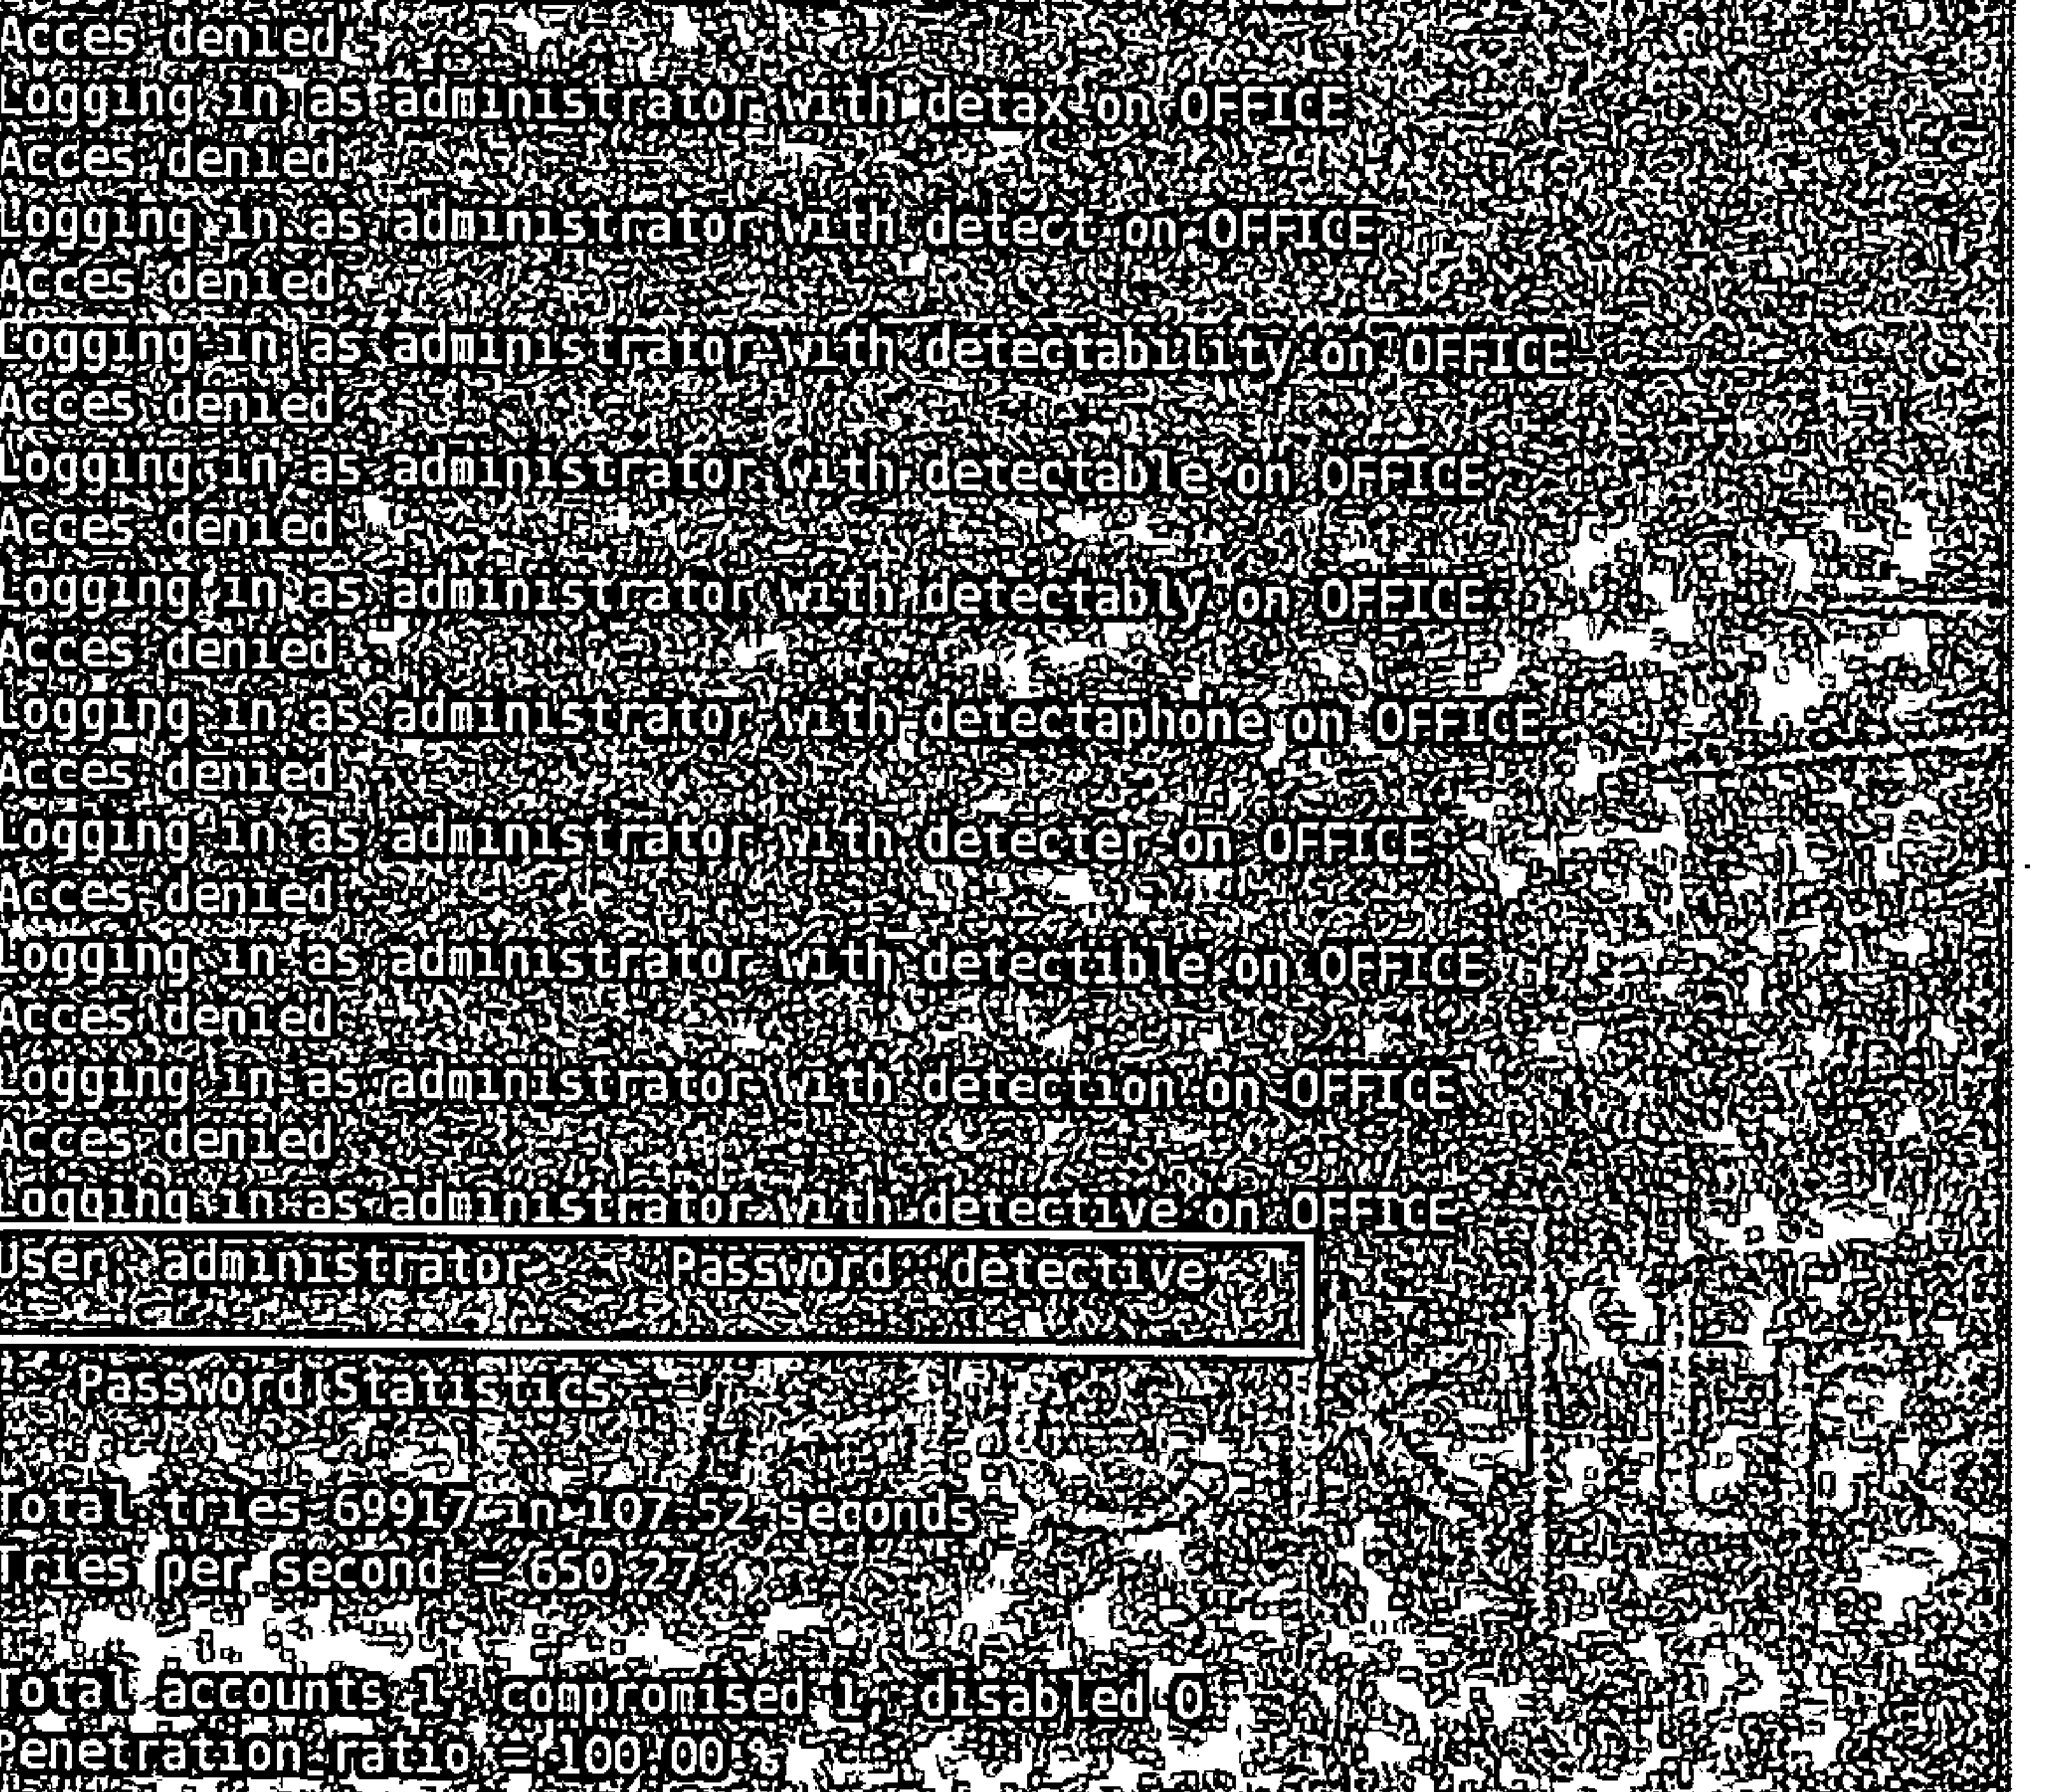 Acces denied
Logging in as administrator with detax on OFFICE
Acces denied
Logging in as administrator with detect on OFFICE
Acces denied
Logging in as administrator with detectability on OFFICE
Acces denied
Logging in as administrator with detectable on OFFICE
Acces denied
Logging in as administrator with detectably on OFFICE
Acces denied
Logging in as administrator with detectaphone on OFFICE
Acces denied
Logging in as administrator with detecter on OFFICE
Acces denied
Logging in as administrator with detectible on OFFICE
Acces denied
Logging in as administrator with detection on OFFICE
Acces denied
Logging in as administrator with detective on OFFICE
User administrator Password detective
Password Statistics
Total tries 69917 in 107.52 seconds
Tries per second = 650.27
Total accounts 1, compromised 1, disabled 0
Penetration ratio = 100.00 %